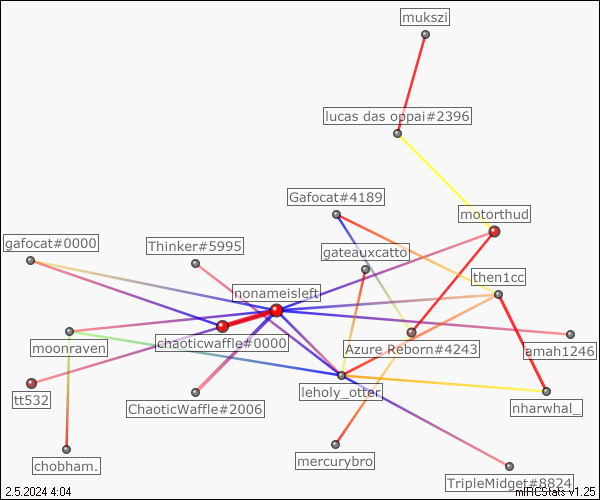 mukszi
lucas das oppai#2396
Gafocat#4189
motorthud
gafocat#0000
Thinker#5995
gateauxcatto
then1cc
nonameisleft
moonraven
chaoticwaffle#0000
Azure Reborn#4243
amah1246
tt532
ChaoticWaffle#2006
leholy_otter
nharwhal_
chobham.
mercurybro
TripleMidget#8824
2.5.2024 4:04
mIRCStats v1.25